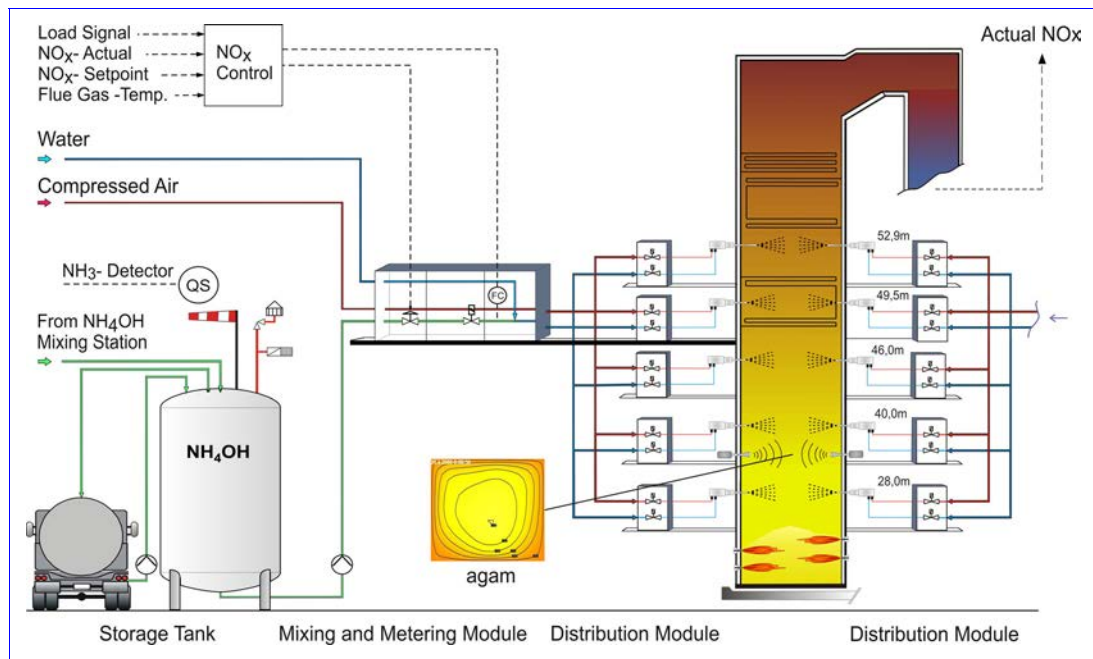 Load Signal
NOx- Actual
NOx- Setpoint
Flue Gas -Temp.
NOx
Control
Actual NOx
Water
Compressed Air
NH3- Detector
QS
From NH4OH
Mixing Station
FC
52,9m
49,5m
46,0m
40,0m
28,0m
NH4OH
agam
Storage Tank
Mixing and Metering Module
Distribution Module
Distribution Module